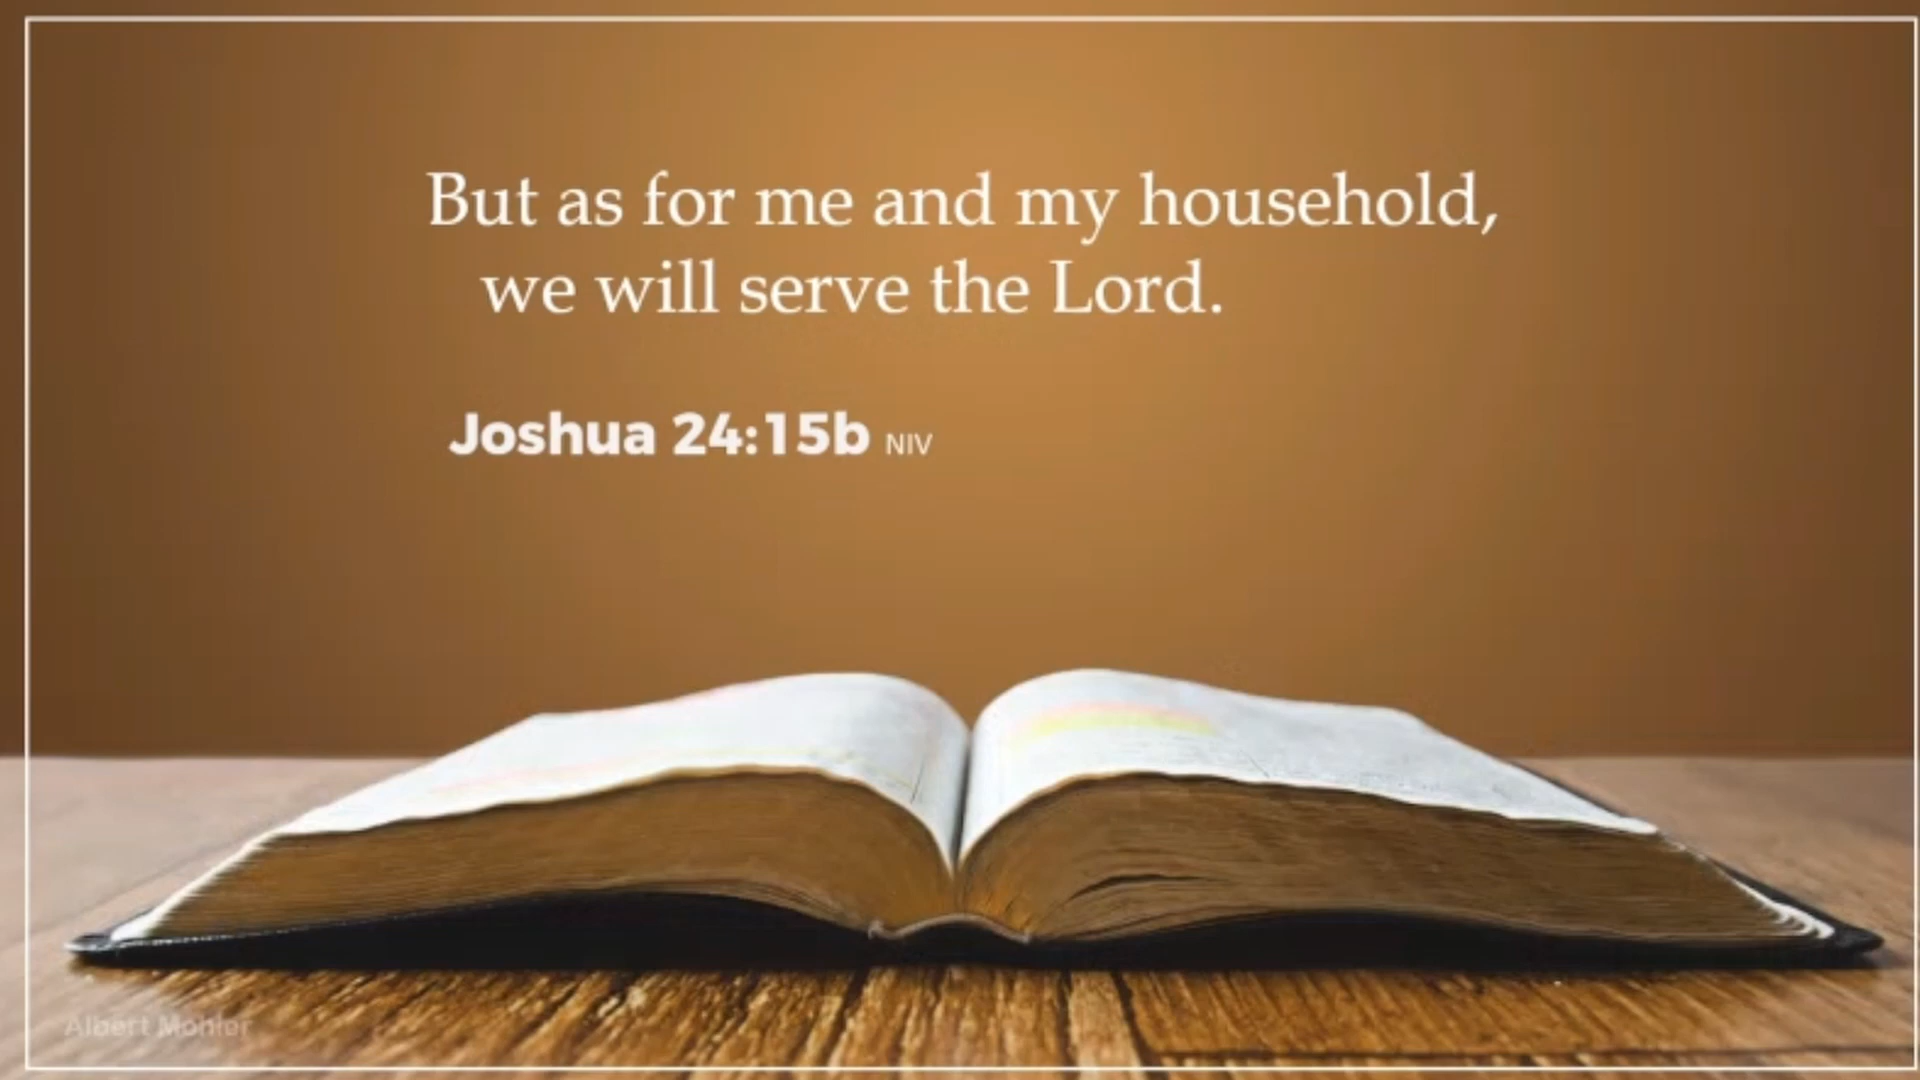 But as for me and my household,
we will serve the Lord.
Joshua 24:15b NIV
Albert Mohler